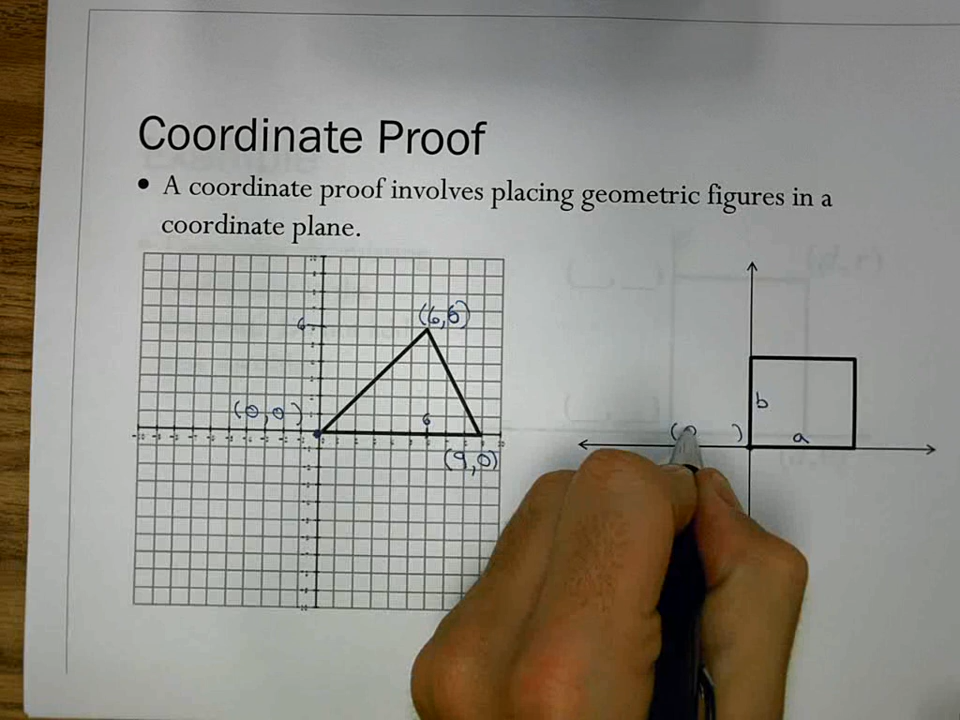 Coordinate Proof
• A coordinate proof involves placing geometric figures in a
coordinate plane.
(6,6)
6
(0,0)
6
(9,0)
b
(0 )
a